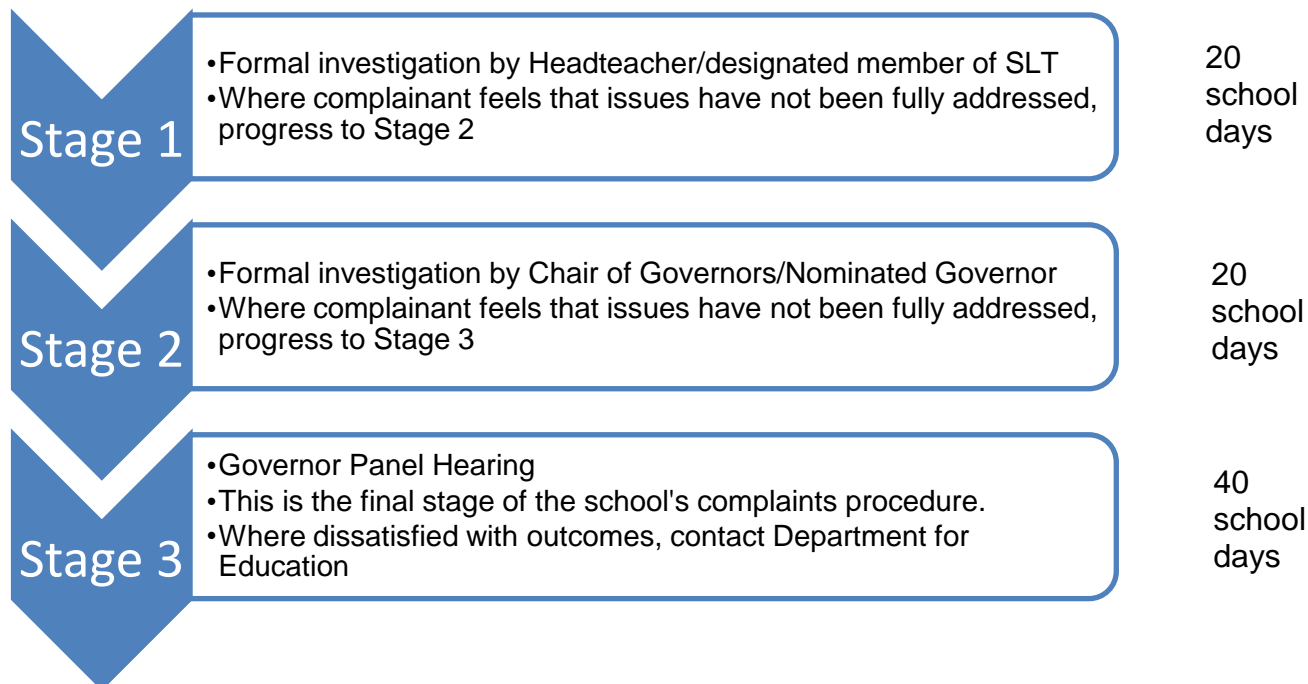 Stage 1
•Formal investigation by Headteacher/designated member of SLT
•Where complainant feels that issues have not been fully addressed,
progress to Stage 2
20
school
days
Stage 2
•Formal investigation by Chair of Governors/Nominated Governor
•Where complainant feels that issues have not been fully addressed,
progress to Stage 3
20
school
days
Stage 3
•Governor Panel Hearing
•This is the final stage of the school's complaints procedure.
•Where dissatisfied with outcomes, contact Department for
Education
40
school
days